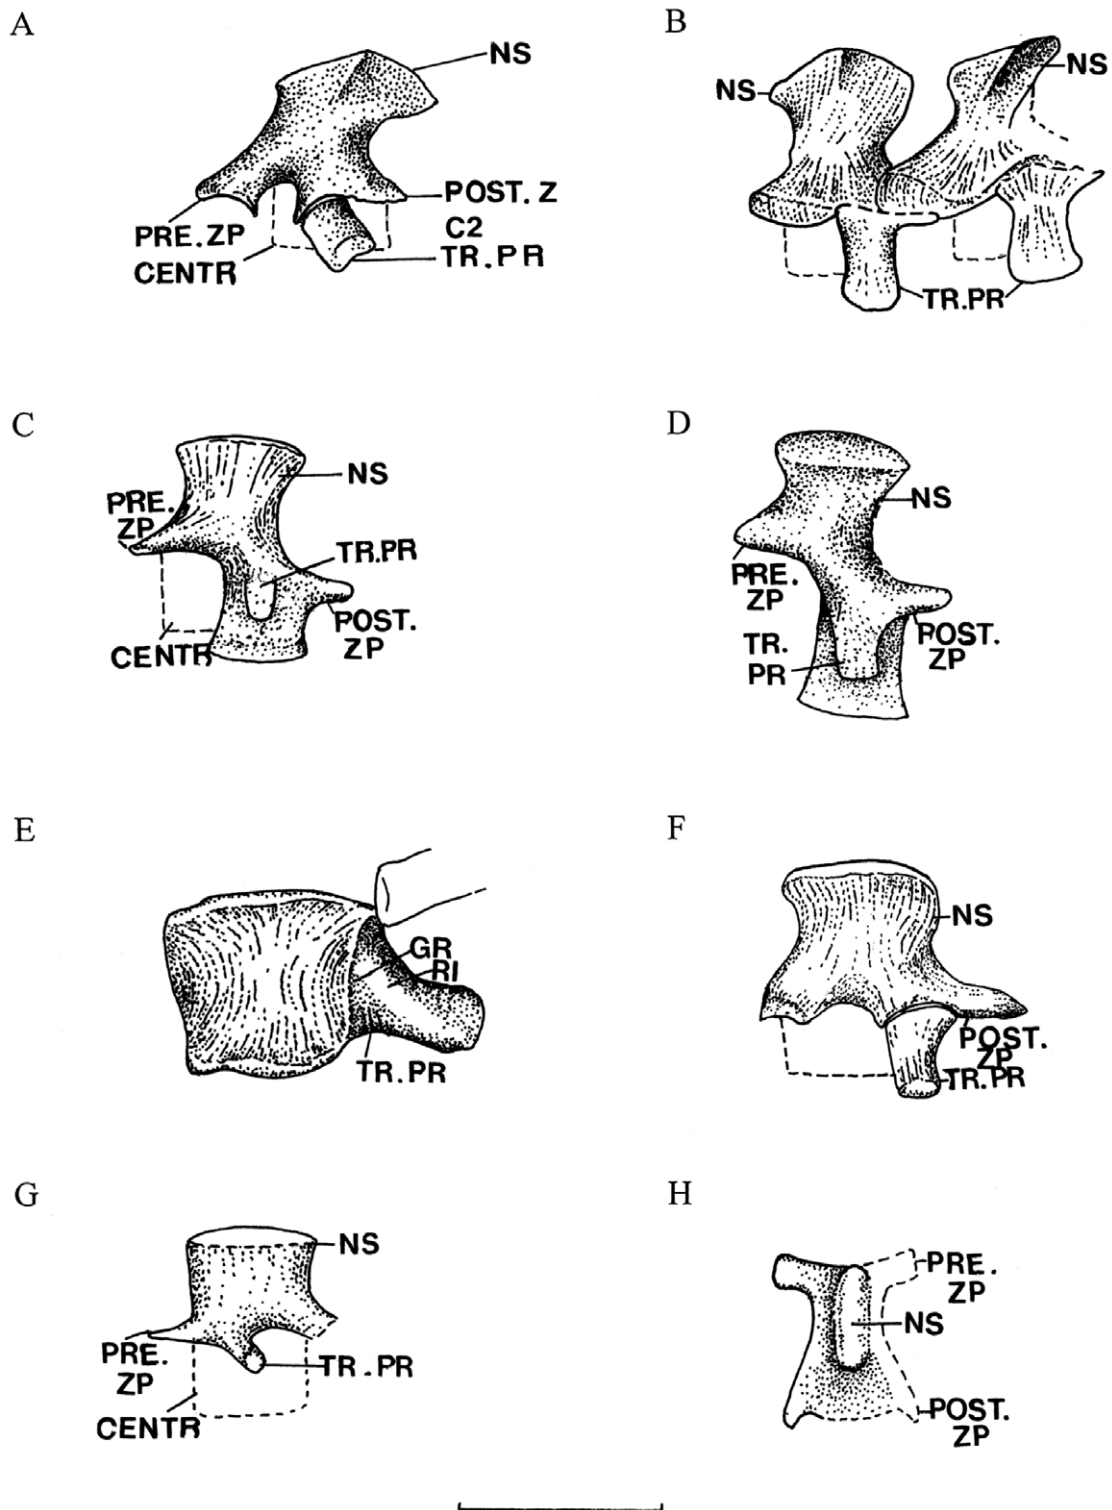 A
NS
PRE.ZP
CENTR
POST. Z
C2
TR.PR
B
NS
NS
TR.PR
C
NS
PRE.
ZP
TR.PR
POST.
ZP
CENTR
D
NS
PRE.
ZP
TR.
PR
POST.
ZP
E
GR
RI
TR.PR
F
NS
POST.
ZP
TR.PR
G
NS
PRE.
ZP
TR.PR
CENTR
H
PRE.
ZP
NS
POST.
ZP